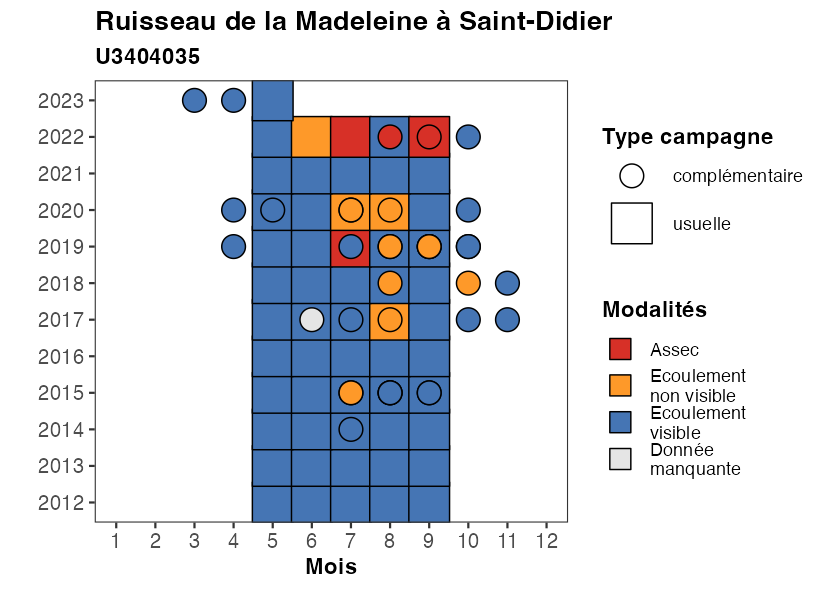 Ruisseau de la Madeleine à Saint-Didier
U3404035
2023
2022
2021
2020
2019
2018
2017
2016
2015
2014
2013
2012
1 2 3 4 5 6 7 8 9 10 11 12
Mois
Type campagne
complémentaire
usuelle
Modalités
Assec
Ecoulement
non visible
Ecoulement
visible
Donnée
manquante